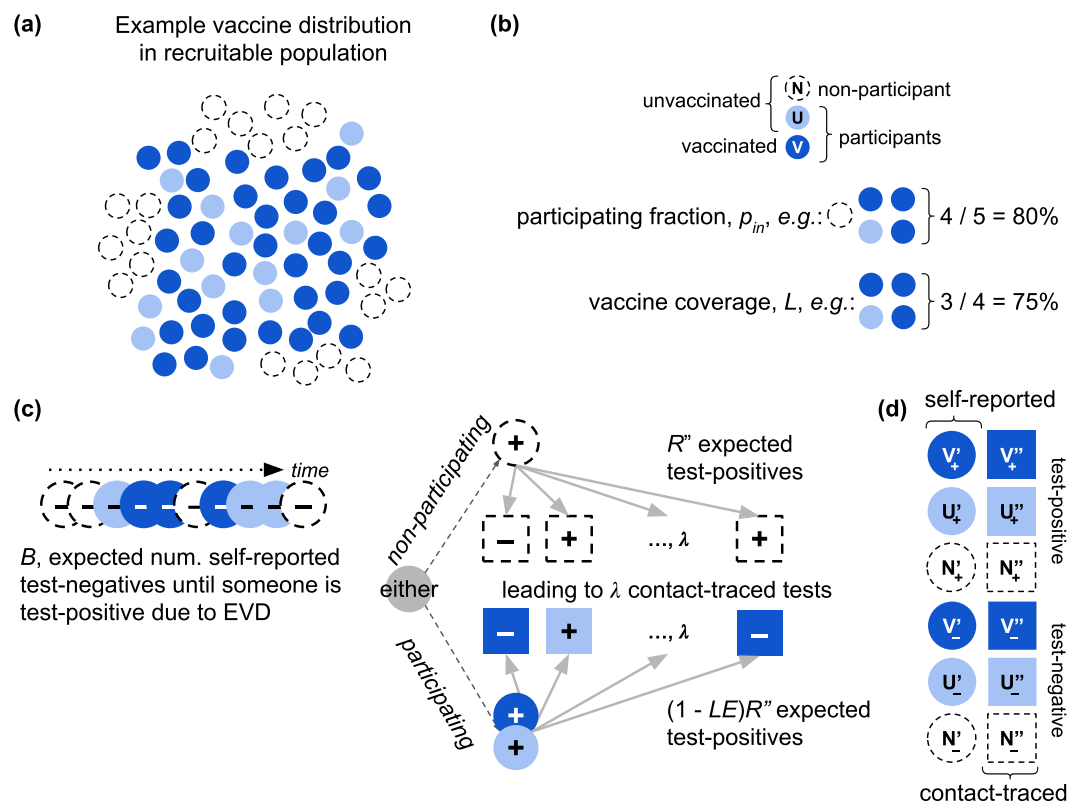 (a)
Example vaccine distribution
in recruitable population
(b)
N non-participant
unvaccinated
U
participants
vaccinated V
participating fraction, p_in, e.g.: 4 / 5 = 80%
vaccine coverage, L, e.g.: 3 / 4 = 75%
(c)
time
− − − − − − − − − −
B, expected num. self-reported
test-negatives until someone is
test-positive due to EVD
non-participating
either
participating
+
R” expected
test-positives
− + ..., λ +
leading to λ contact-traced tests
− + ..., λ −
+
+
(1 - LE)R” expected
test-positives
(d)
self-reported
V'+ V”+
U'+ U”+
N'+ N”+
test-positive
V'− V”−
U'− U”−
N'− N”−
test-negative
contact-traced